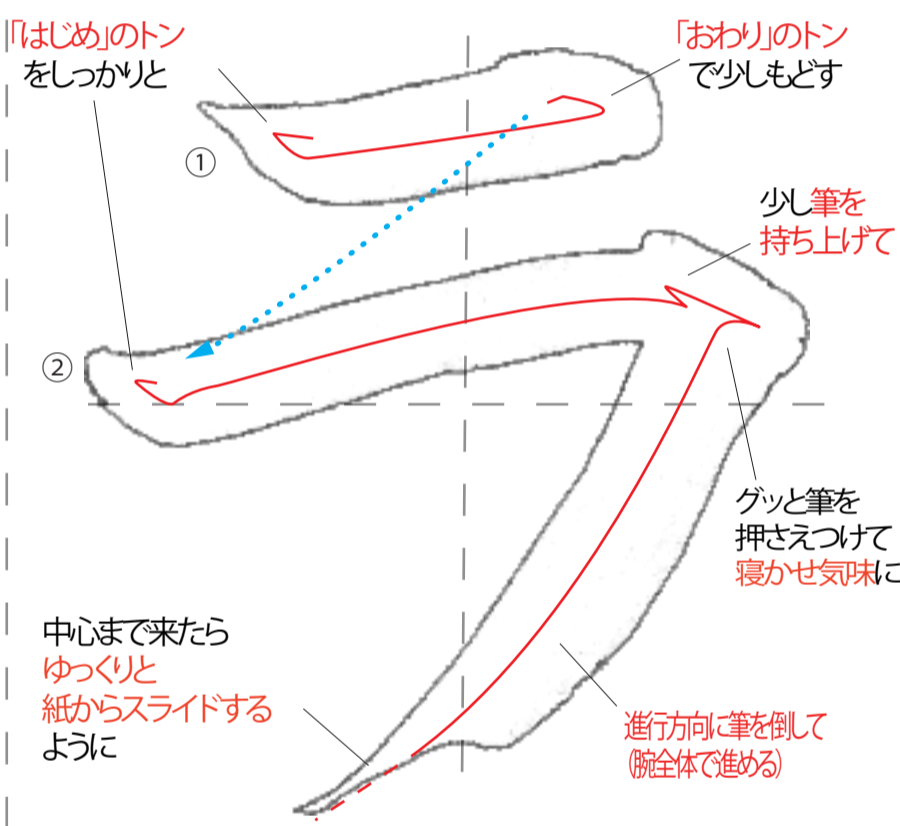 「はじめ」のトン
をしっかりと
「おわり」のトン
で少しもどす
①
少し筆を
持ち上げて
②
グッと筆を
押さえつけて
寝かせ気味に
中心まで来たら
ゆっくりと
紙からスライドする
ように
進行方向に筆を倒して
（腕全体で進める）